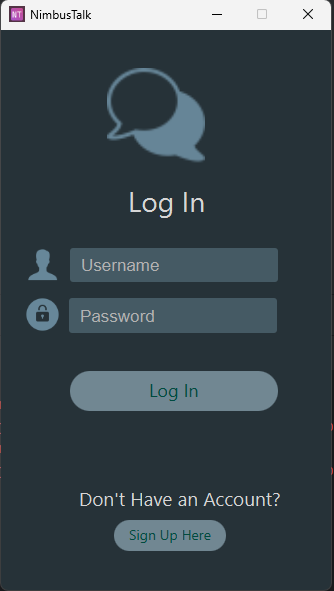 NT NimbusTalk
Log In
Username
Password
Log In
Don't Have an Account?
Sign Up Here